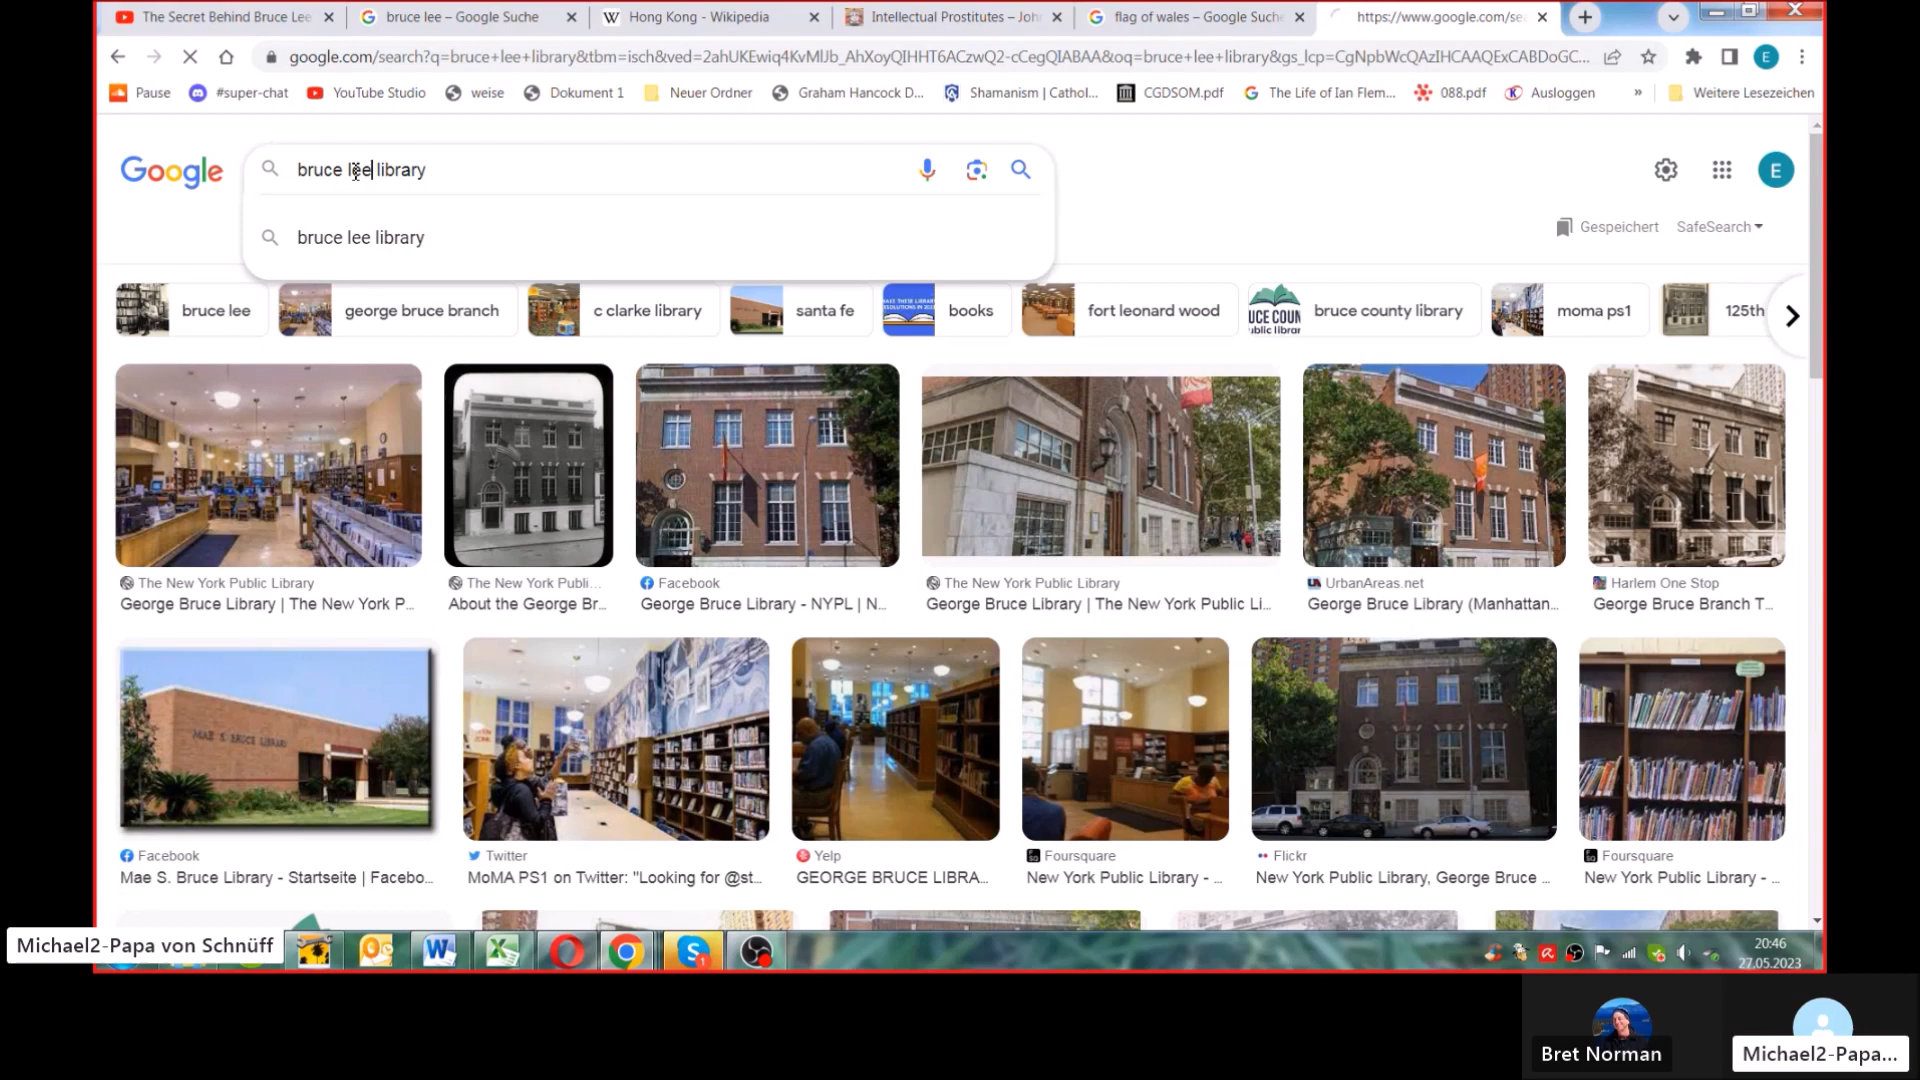 The Secret Behind Bruce Lee
bruce lee – Google Suche
Hong Kong - Wikipedia
Intellectual Prostitutes – Joh
flag of wales – Google Suche
https://www.google.com/se
google.com/search?q=bruce+lee+library&tbm=isch&ved=2ahUKEwiq4KvMlJb_AhXoyQIHHT6ACzwQ2-cCegQIABAA&oq=bruce+lee+library&gs_lcp=CgNpbWcQAzIHCAAQExCABDoGC...
E
Pause
#super-chat
YouTube Studio
weise
Dokument 1
Neuer Ordner
Graham Hancock D...
Shamanism | Cathol...
CGDSOM.pdf
The Life of Ian Flem...
088.pdf
Ausloggen
»
Weitere Lesezeichen
Google
bruce lee library
E
bruce lee library
Gespeichert
SafeSearch
bruce lee
george bruce branch
c clarke library
santa fe
books
fort leonard wood
UCE COUN
ublic librar
bruce county library
moma ps1
125th
The New York Public Library
George Bruce Library | The New York P...
The New York Publi...
About the George Br...
Facebook
George Bruce Library - NYPL | N...
The New York Public Library
George Bruce Library | The New York Public Li...
UrbanAreas.net
George Bruce Library (Manhattan...
Harlem One Stop
George Bruce Branch T...
MAE S. BRUCE LIBRARY
Facebook
Mae S. Bruce Library - Startseite | Facebo...
Twitter
MoMA PS1 on Twitter: "Looking for @st...
Yelp
GEORGE BRUCE LIBRA...
Foursquare
New York Public Library - ...
Flickr
New York Public Library, George Bruce ...
Foursquare
New York Public Library - ...
Michael2-Papa von Schnüff
20:46
27.05.2023
Bret Norman
Michael2-Papa...